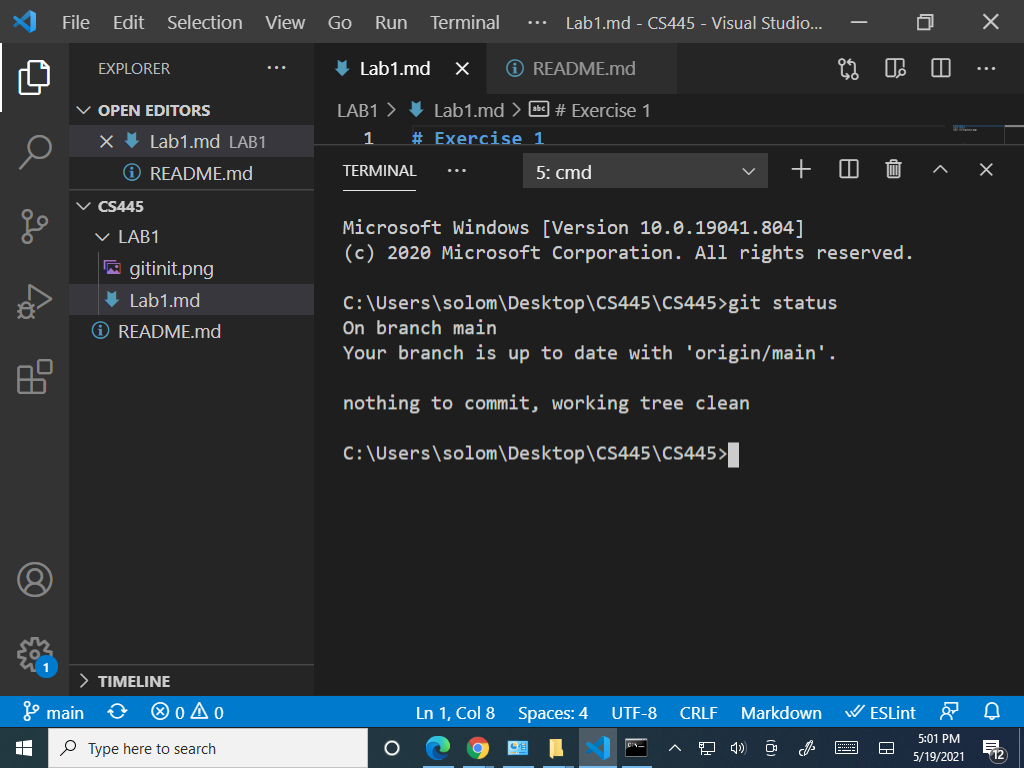 File Edit Selection View Go Run Terminal ··· Lab1.md - CS445 - Visual Studio...
EXPLORER ···
OPEN EDITORS
Lab1.md LAB1
README.md
CS445
LAB1
gitinit.png
Lab1.md
README.md
TIMELINE
Lab1.md README.md
LAB1 > Lab1.md > abc # Exercise 1
1 # Exercise 1
TERMINAL ··· 5: cmd
Microsoft Windows [Version 10.0.19041.804]
(c) 2020 Microsoft Corporation. All rights reserved.
C:\Users\solom\Desktop\CS445\CS445>git status
On branch main
Your branch is up to date with 'origin/main'.
nothing to commit, working tree clean
C:\Users\solom\Desktop\CS445\CS445>
1
main 0 0 Ln 1, Col 8 Spaces: 4 UTF-8 CRLF Markdown ESLint
Type here to search
5:01 PM
5/19/2021
12